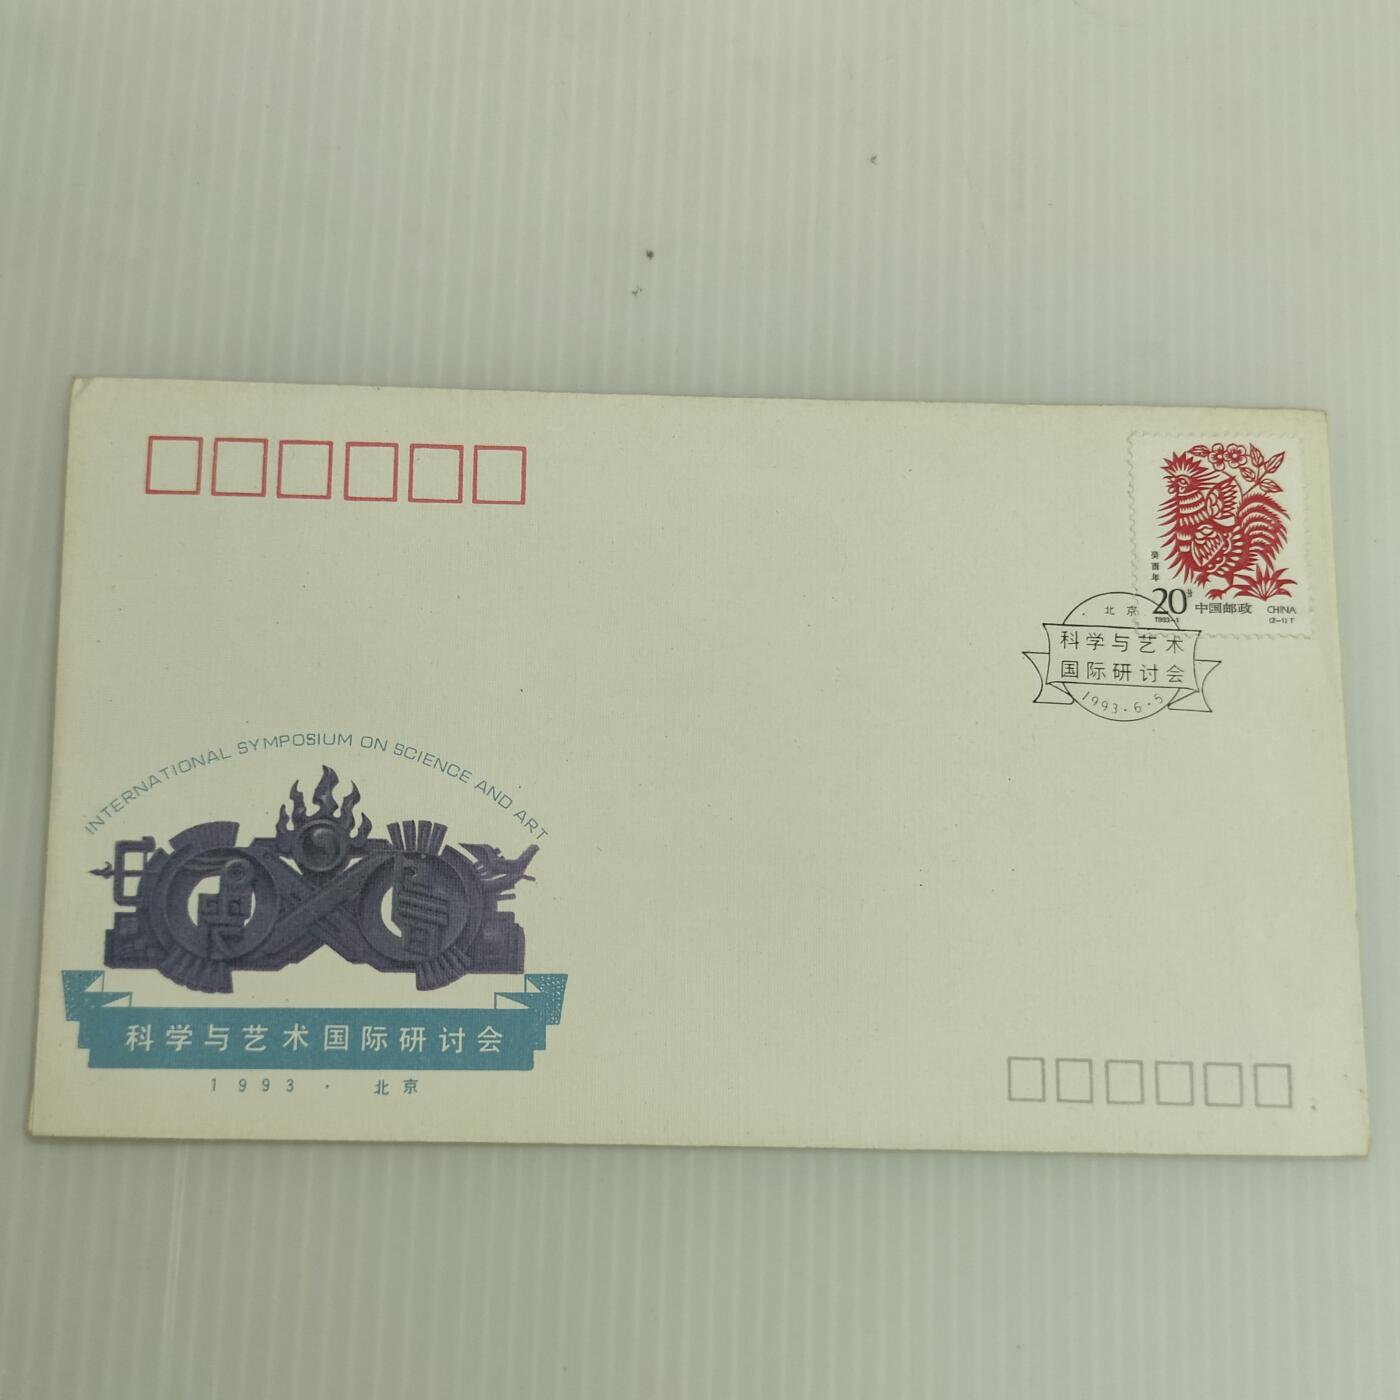 癸酉年
20分 中国邮政 CHINA
1993-1 (2-1)T
北京
科学与艺术
国际研讨会
1993.6.5
INTERNATIONAL SYMPOSIUM ON SCIENCE AND ART
科学与艺术国际研讨会
1993·北京